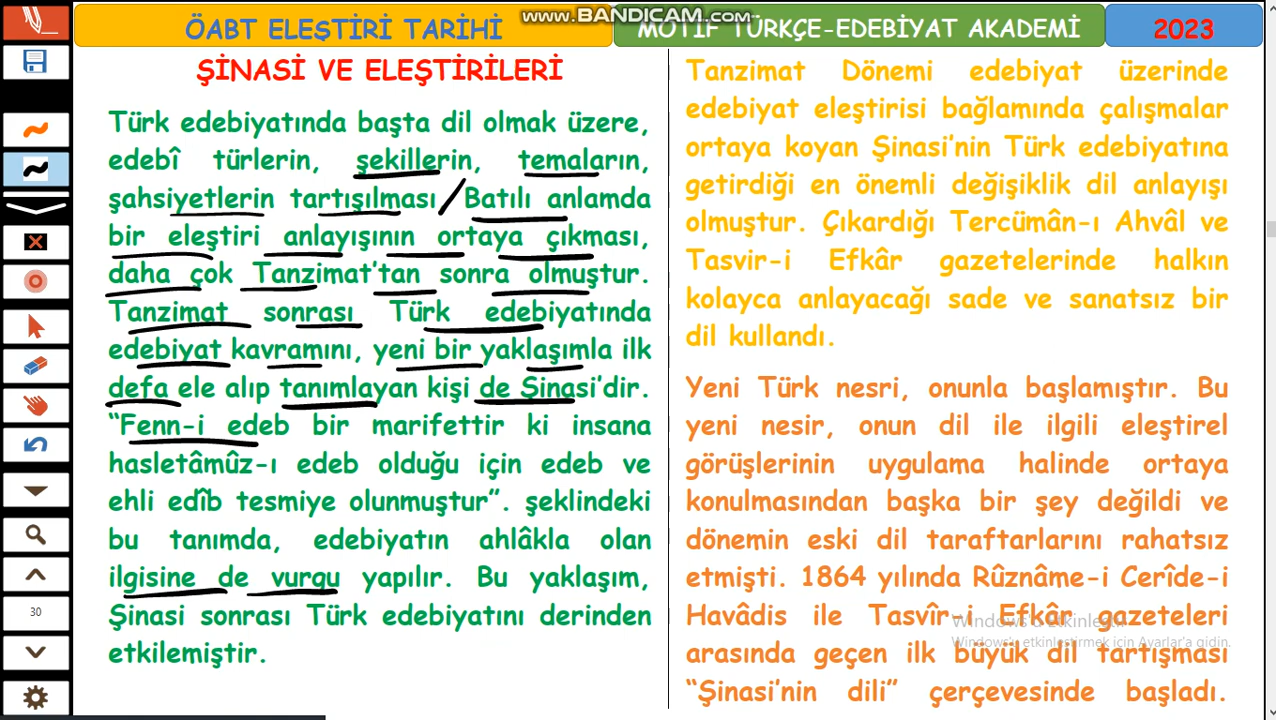 www.BANDICAM.com
ÖABT ELEŞTİRİ TARİHİ
MOTİF TÜRKÇE-EDEBİYAT AKADEMİ
2023
ŞİNASİ VE ELEŞTİRİLERİ
Türk edebiyatında başta dil olmak üzere,
edebî türlerin, şekillerin, temaların,
şahsiyetlerin tartışılması Batılı anlamda
bir eleştiri anlayışının ortaya çıkması,
daha çok Tanzimat’tan sonra olmuştur.
Tanzimat sonrası Türk edebiyatında
edebiyat kavramını, yeni bir yaklaşımla ilk
defa ele alıp tanımlayan kişi de Şinasi’dir.
“Fenn-i edeb bir marifettir ki insana
hasletâmûz-ı edeb olduğu için edeb ve
ehli edîb tesmiye olunmuştur”. şeklindeki
bu tanımda, edebiyatın ahlâkla olan
ilgisine de vurgu yapılır. Bu yaklaşım,
Şinasi sonrası Türk edebiyatını derinden
etkilemiştir.
Tanzimat Dönemi edebiyat üzerinde
edebiyat eleştirisi bağlamında çalışmalar
ortaya koyan Şinasi’nin Türk edebiyatına
getirdiği en önemli değişiklik dil anlayışı
olmuştur. Çıkardığı Tercümân-ı Ahvâl ve
Tasvir-i Efkâr gazetelerinde halkın
kolayca anlayacağı sade ve sanatsız bir
dil kullandı.
Yeni Türk nesri, onunla başlamıştır. Bu
yeni nesir, onun dil ile ilgili eleştirel
görüşlerinin uygulama halinde ortaya
konulmasından başka bir şey değildi ve
dönemin eski dil taraftarlarını rahatsız
etmişti. 1864 yılında Rûznâme-i Cerîde-i
Havâdis ile Tasvîr-i Efkâr gazeteleri
arasında geçen ilk büyük dil tartışması
“Şinasi’nin dili” çerçevesinde başladı.
Windows'u Etkinleştir
Windows'u etkinleştirmek için Ayarlar'a gidin.
30